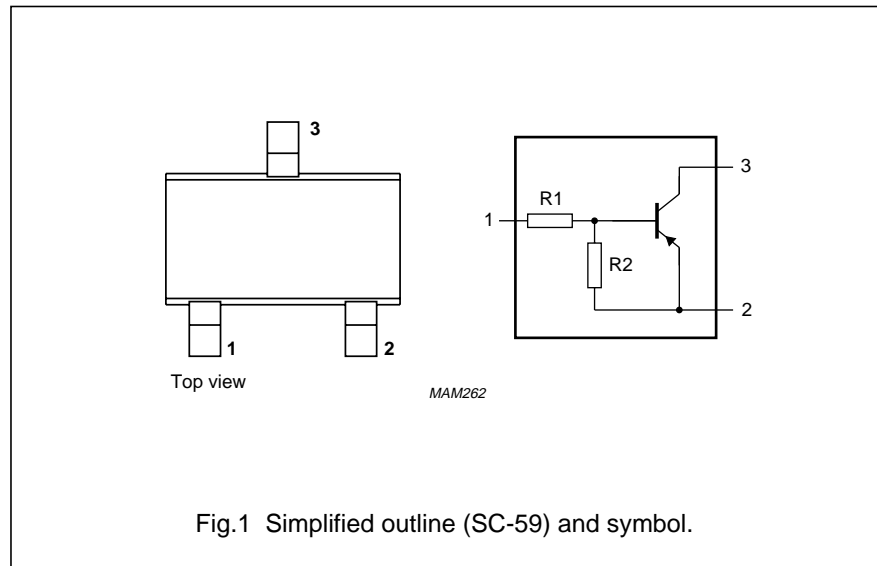 3
1
2
Top view
R1
R2
1
3
2
MAM262
Fig.1 Simplified outline (SC-59) and symbol.